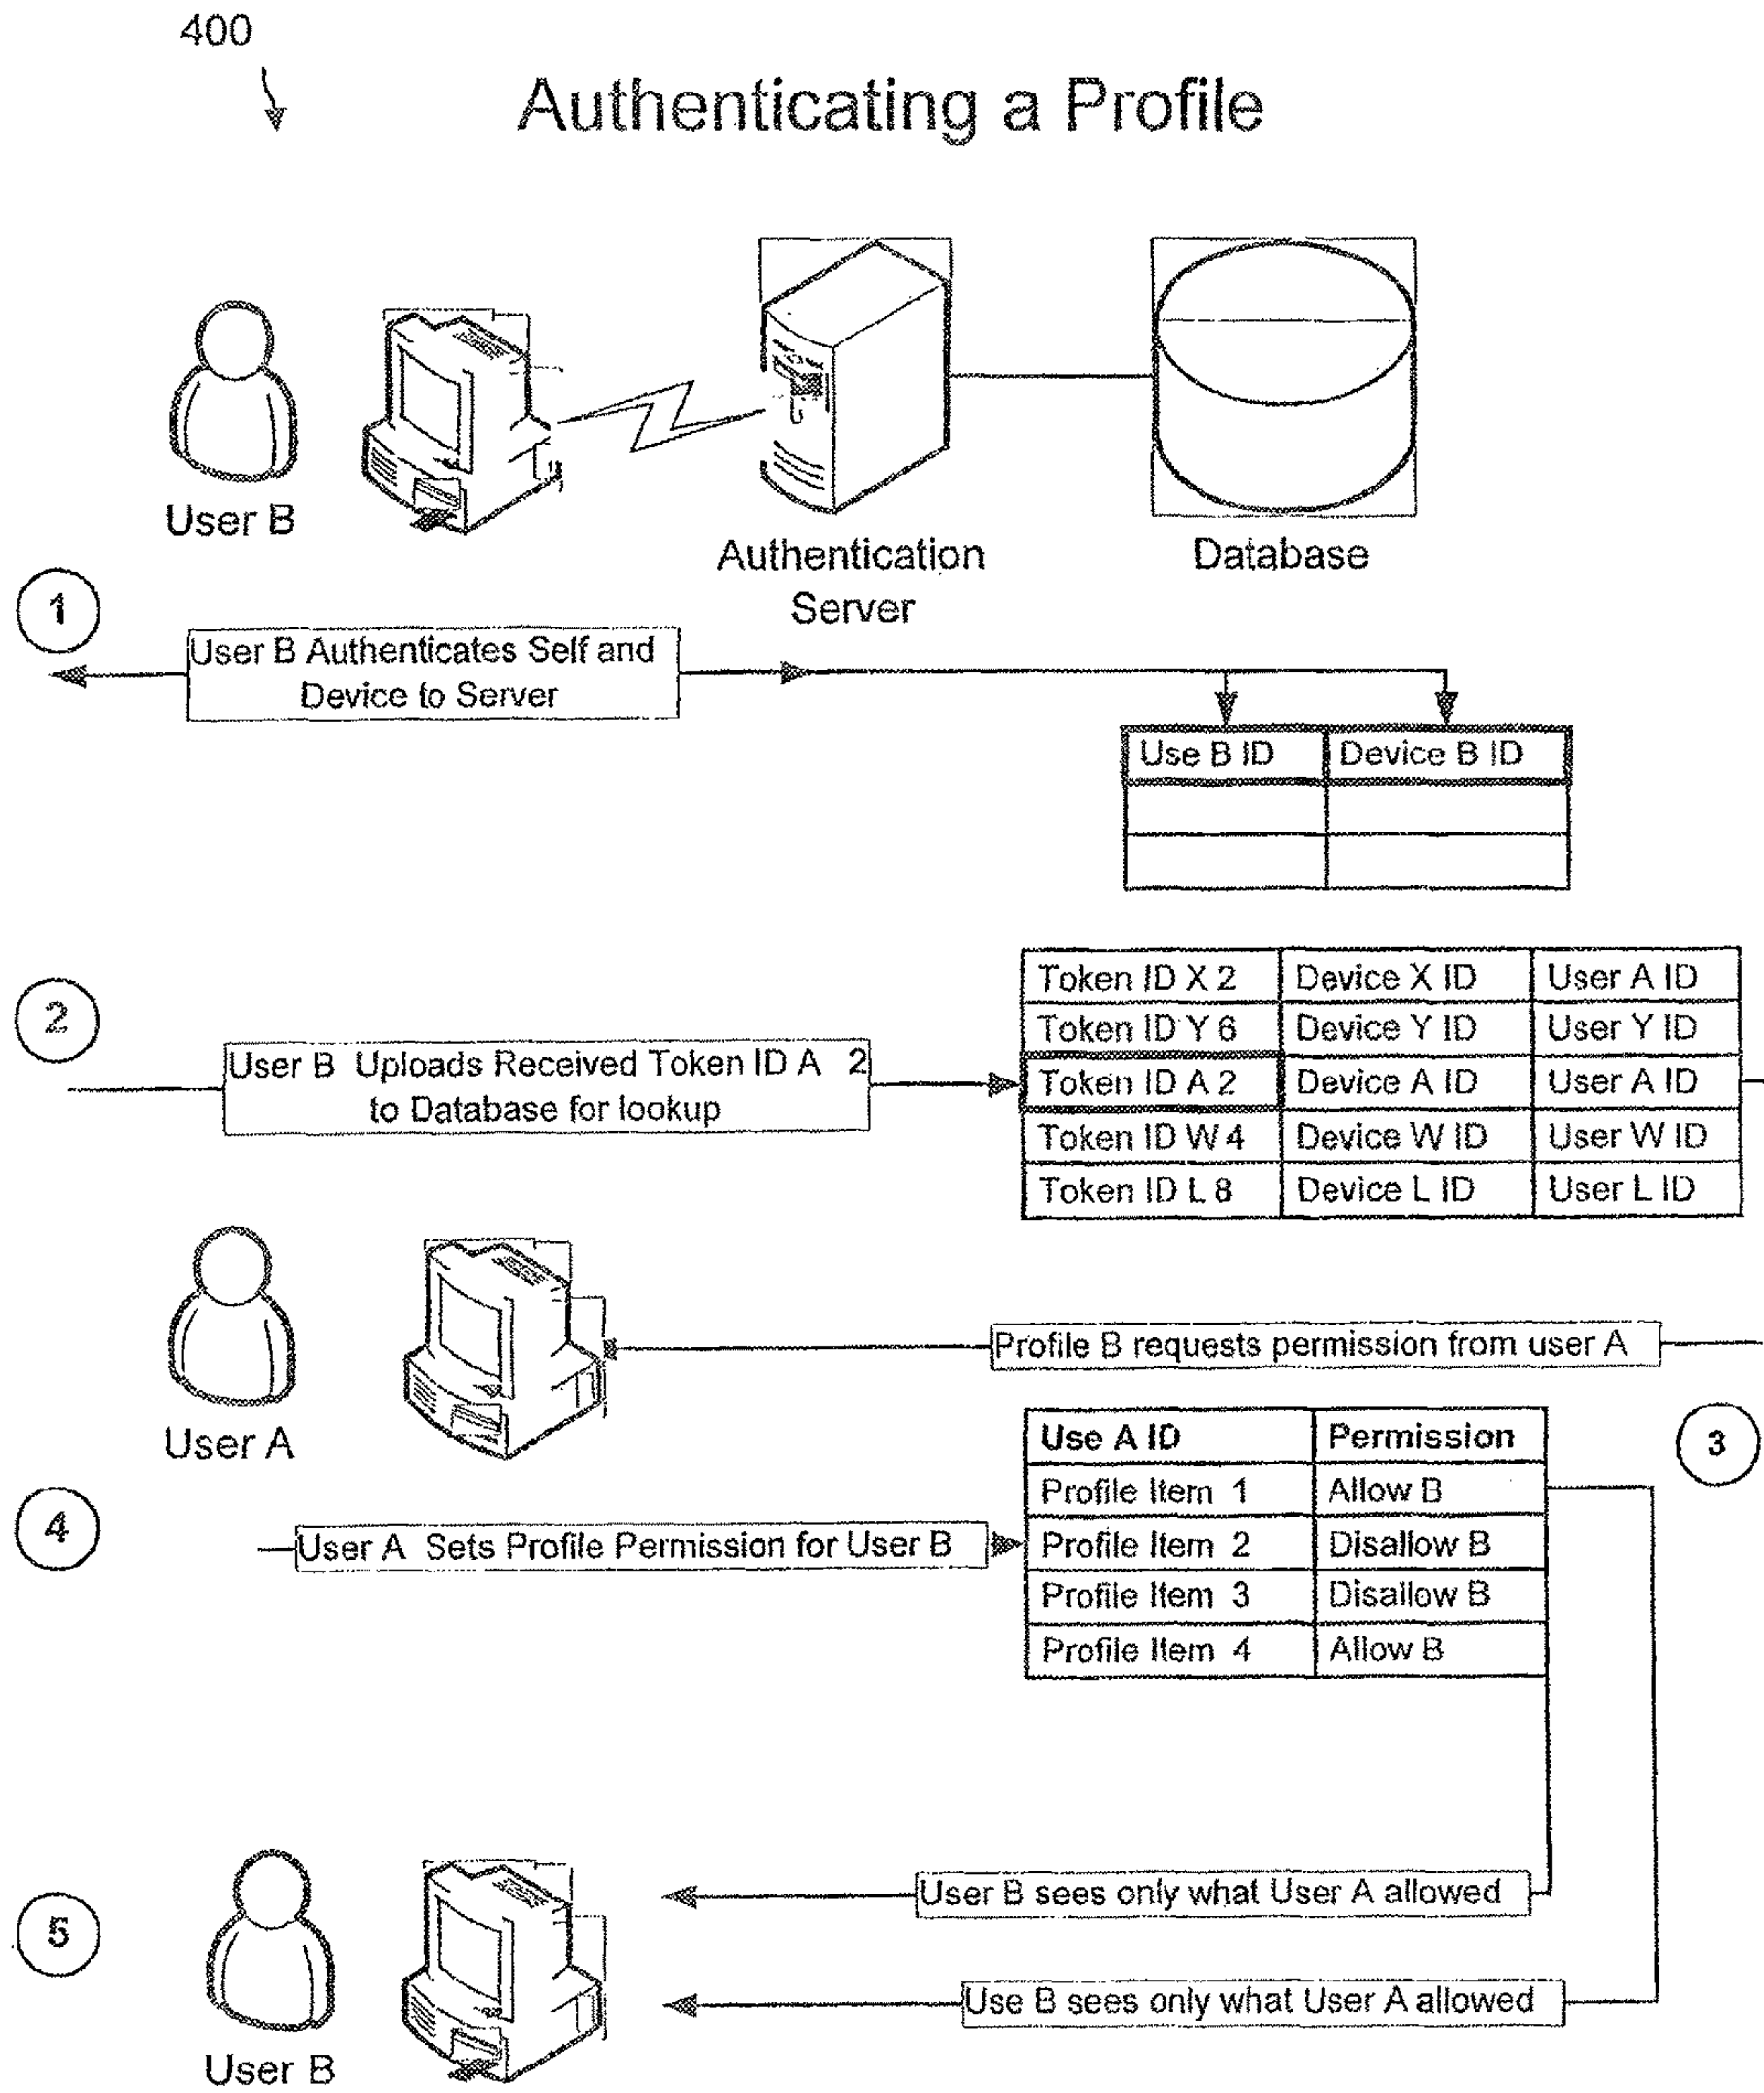 400
Authenticating a Profile
User B
Authentication
Server
Database
1
User B Authenticates Self and
Device to Server
Use B ID Device B ID
2
User B Uploads Received Token ID A 2
to Database for lookup
Token ID X 2 Device X ID User A ID
Token ID Y 6 Device Y ID User Y ID
Token ID A 2 Device A ID User A ID
Token ID W 4 Device W ID User W ID
Token ID L 8 Device L ID User L ID
User A
Profile B requests permission from user A
3
4
User A Sets Profile Permission for User B
Use A ID Permission
Profile Item 1 Allow B
Profile Item 2 Disallow B
Profile Item 3 Disallow B
Profile Item 4 Allow B
5
User B
User B sees only what User A allowed
Use B sees only what User A allowed